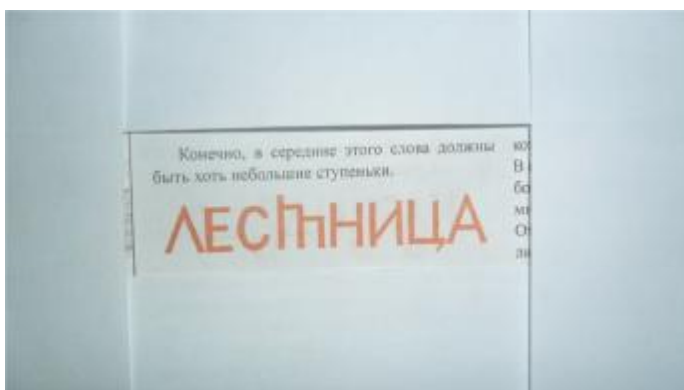 Конечно, в середине этого слова должны
быть хоть небольшие ступеньки.
ЛЕСТНИЦА